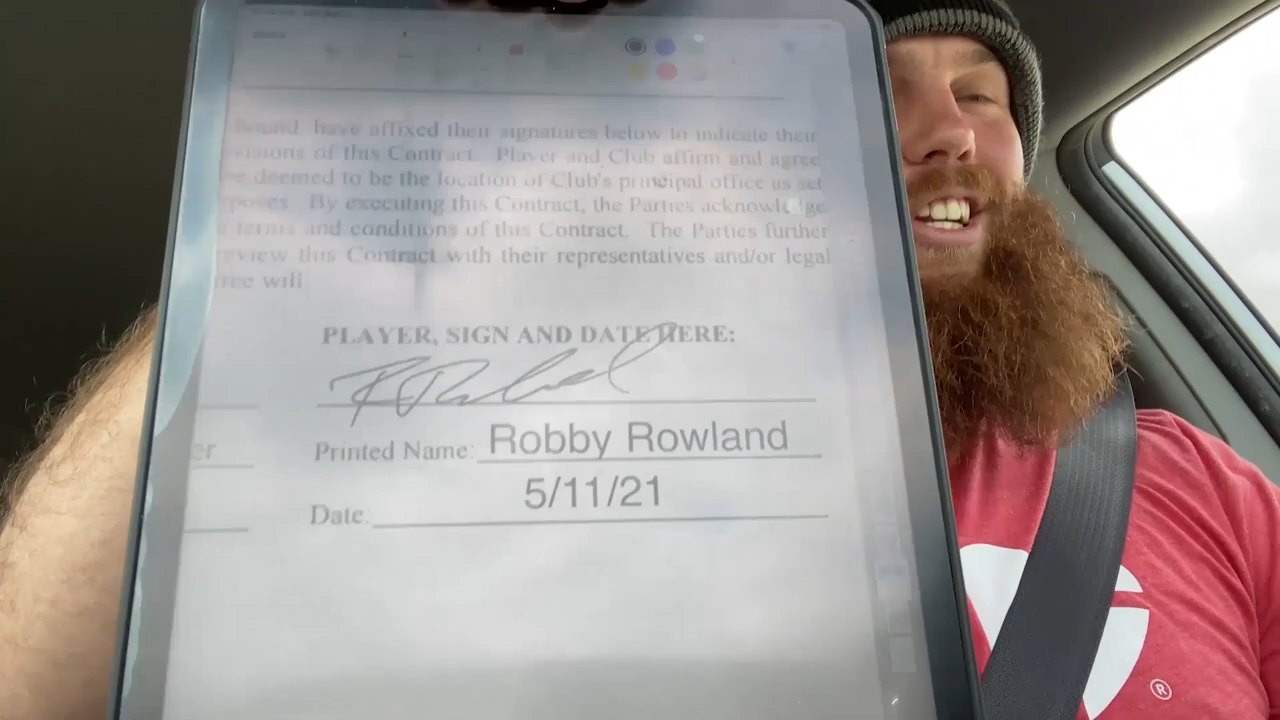 have affixed their signatures below to indicate their
of this Contract. Player and Club affirm and agree
deemed to be the location of Club's principal office as set
By executing this Contract, the Parties acknowledge
terms and conditions of this Contract. The Parties further
eview this Contract with their representatives and/or legal
ree will
PLAYER, SIGN AND DATE HERE:
er
Printed Name: Robby Rowland
Date: 5/11/21
®